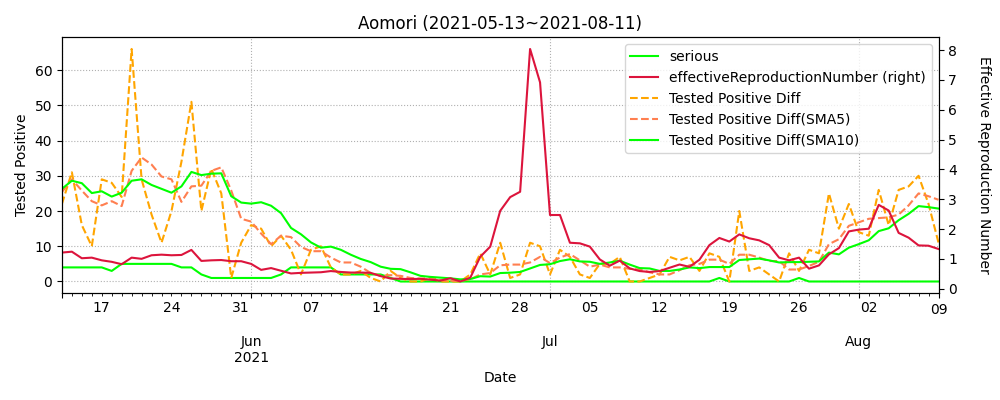 Aomori (2021-05-13~2021-08-11)
serious
effectiveReproductionNumber (right)
Tested Positive Diff
Tested Positive Diff(SMA5)
Tested Positive Diff(SMA10)
Tested Positive
60
50
40
30
20
10
0
8
7
6
5
4
3
2
1
0
Effective Reproduction Number
17 24 31 07 14 21 28 05 12 19 26 02 09
Jun Jul Aug
2021
Date